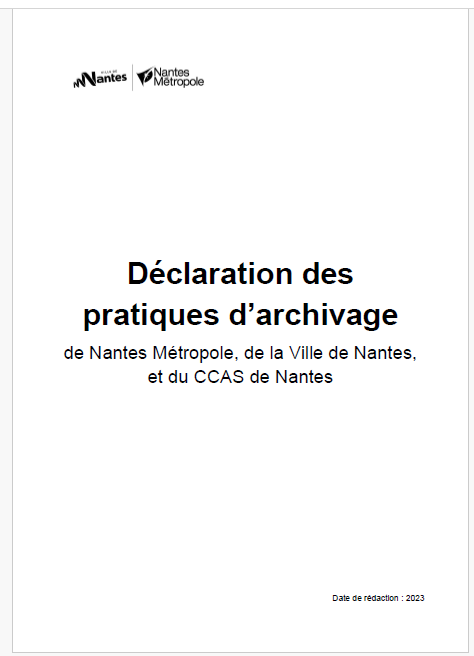 VILLE DE
Nantes
Nantes
Métropole
Déclaration des
pratiques d'archivage
de Nantes Métropole, de la Ville de Nantes,
et du CCAS de Nantes
Date de rédaction : 2023